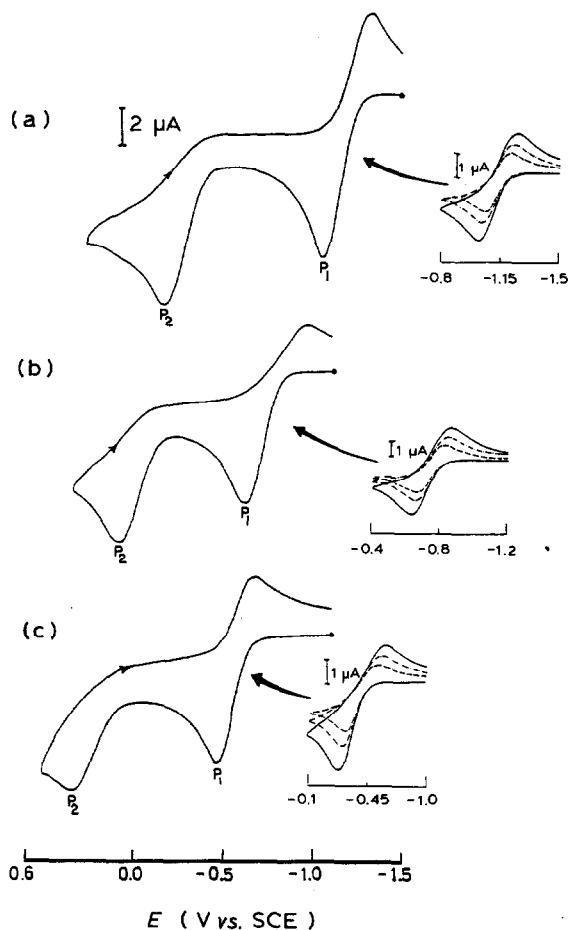 (a)
2 µA
P₂
P₁
1 µA
-0.8 -1.15 -1.5
(b)
P₂
P₁
1 µA
-0.4 -0.8 -1.2
(c)
P₂
P₁
1 µA
-0.1 -0.45 -1.0
0.6 0.0 -0.5 -1.0 -1.5
E (V vs. SCE)